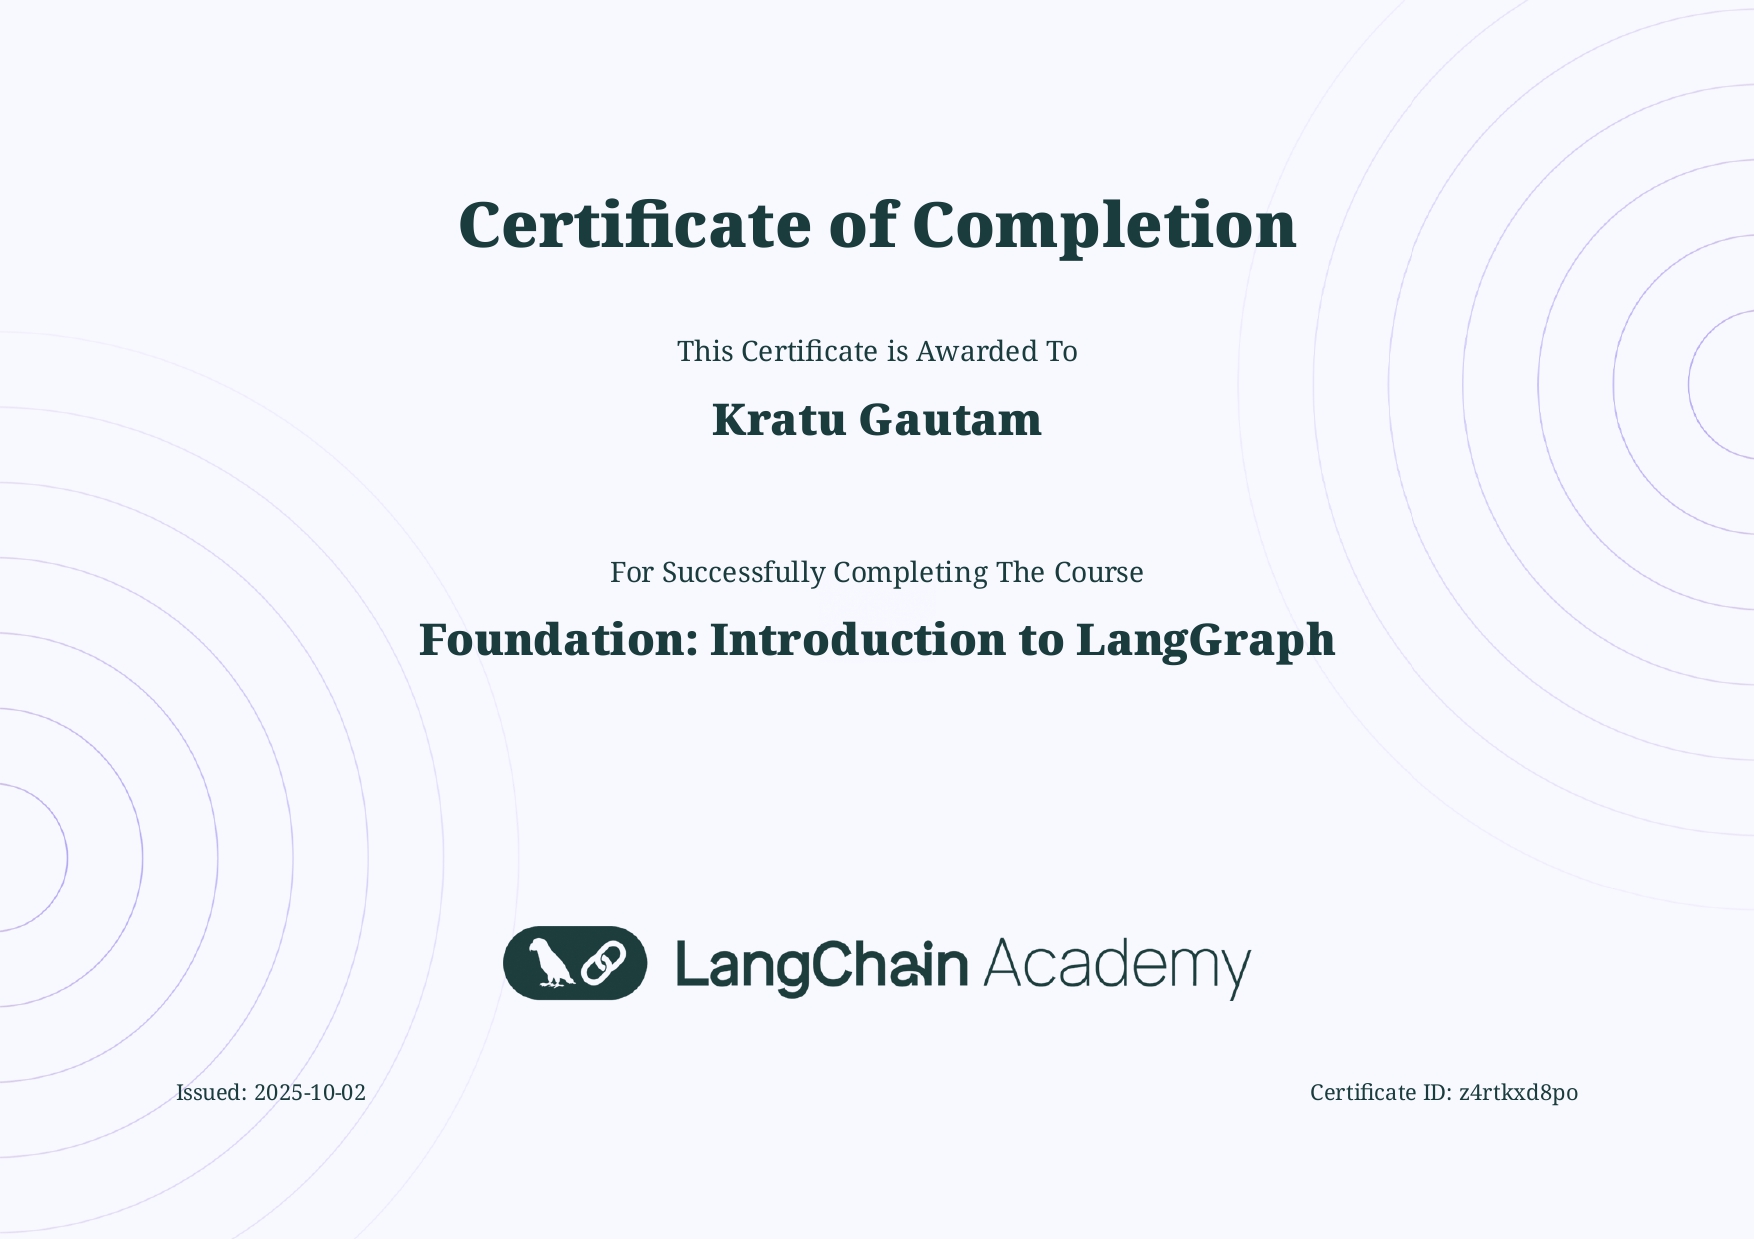 Certificate of Completion
This Certificate is Awarded To
Kratu Gautam
For Successfully Completing The Course
Foundation: Introduction to LangGraph
LangChain Academy
Issued: 2025-10-02
Certificate ID: z4rtkxd8po